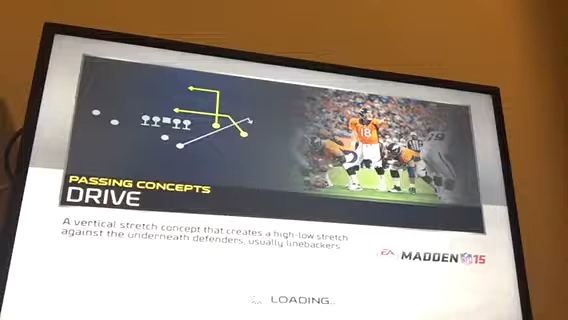 18
PASSING CONCEPTS
DRIVE
A vertical stretch concept that creates a high-low stretch
against the underneath defenders, usually linebackers
EA MADDEN NFL 15
LOADING..